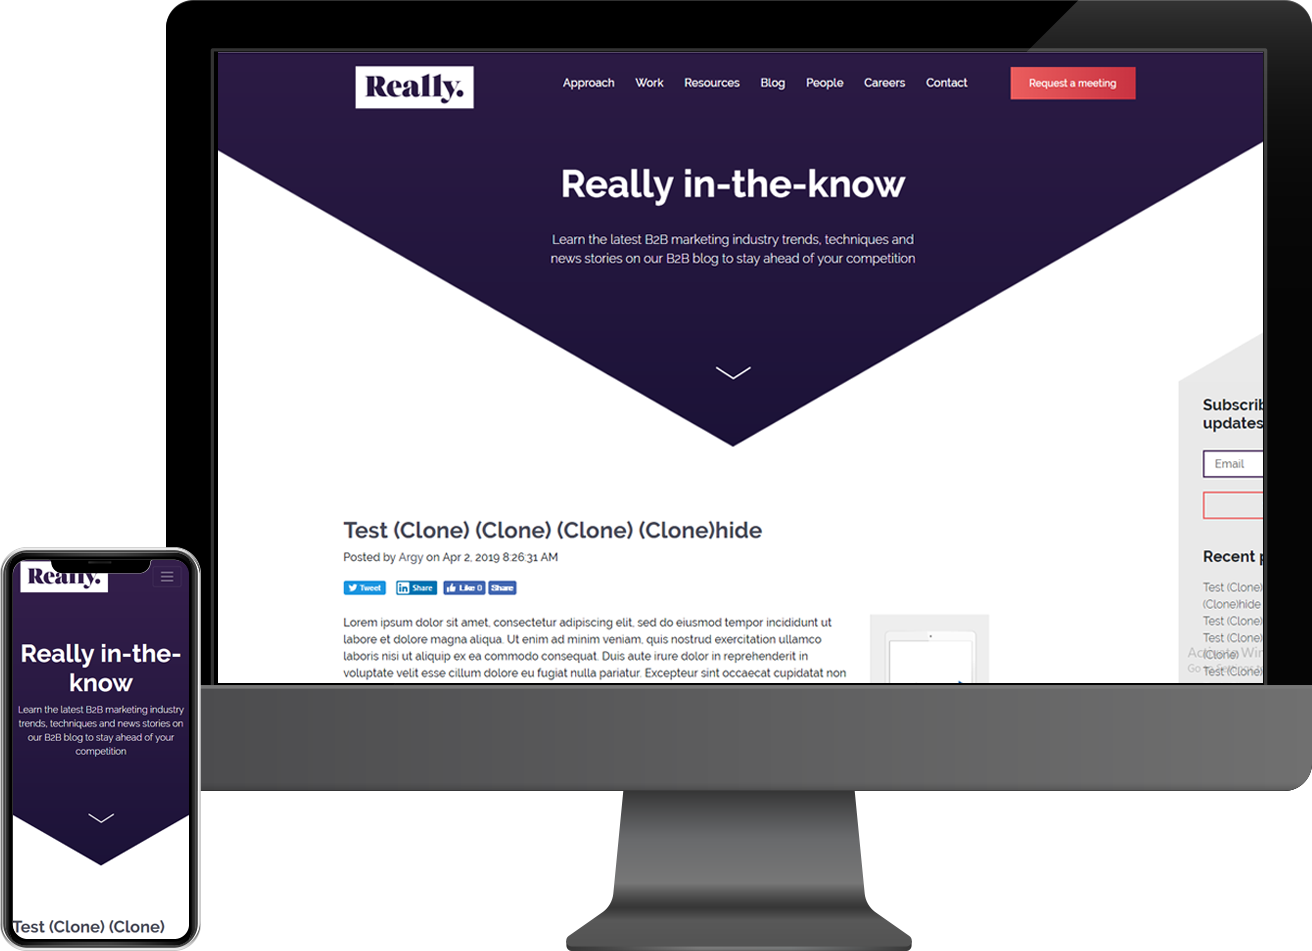 Really.
Approach Work Resources Blog People Careers Contact
Request a meeting
Really in-the-know
Learn the latest B2B marketing industry trends, techniques and
news stories on our B2B blog to stay ahead of your competition
Subscrib
updates
Email
Test (Clone) (Clone) (Clone) (Clone)hide
Posted by Argy on Apr 2, 2019 8:26:31 AM
Tweet Share Like 0 Share
Lorem ipsum dolor sit amet, consectetur adipiscing elit, sed do eiusmod tempor incididunt ut
labore et dolore magna aliqua. Ut enim ad minim veniam, quis nostrud exercitation ullamco
laboris nisi ut aliquip ex ea commodo consequat. Duis aute irure dolor in reprehenderit in
voluptate velit esse cillum dolore eu fugiat nulla pariatur. Excepteur sint occaecat cupidatat non
Recent p
Test (Clone)
(Clone)hide
Test (Clone)
Test (Clone)
(Clone)
Test (Clone)
Activate Win
Really.
Really in-the-
know
Learn the latest B2B marketing industry
trends, techniques and news stories on
our B2B blog to stay ahead of your
competition
Test (Clone) (Clone)